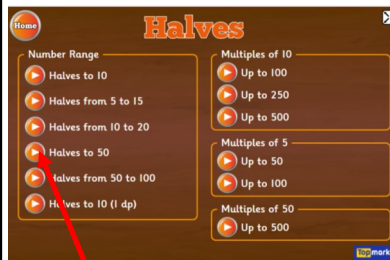 Home
Halves
Number Range
Halves to 10
Halves from 5 to 15
Halves from 10 to 20
Halves to 50
Halves from 50 to 100
Halves to 10 (1 dp)
Multiples of 10
Up to 100
Up to 250
Up to 500
Multiples of 5
Up to 50
Up to 100
Multiples of 50
Up to 500
Topmark